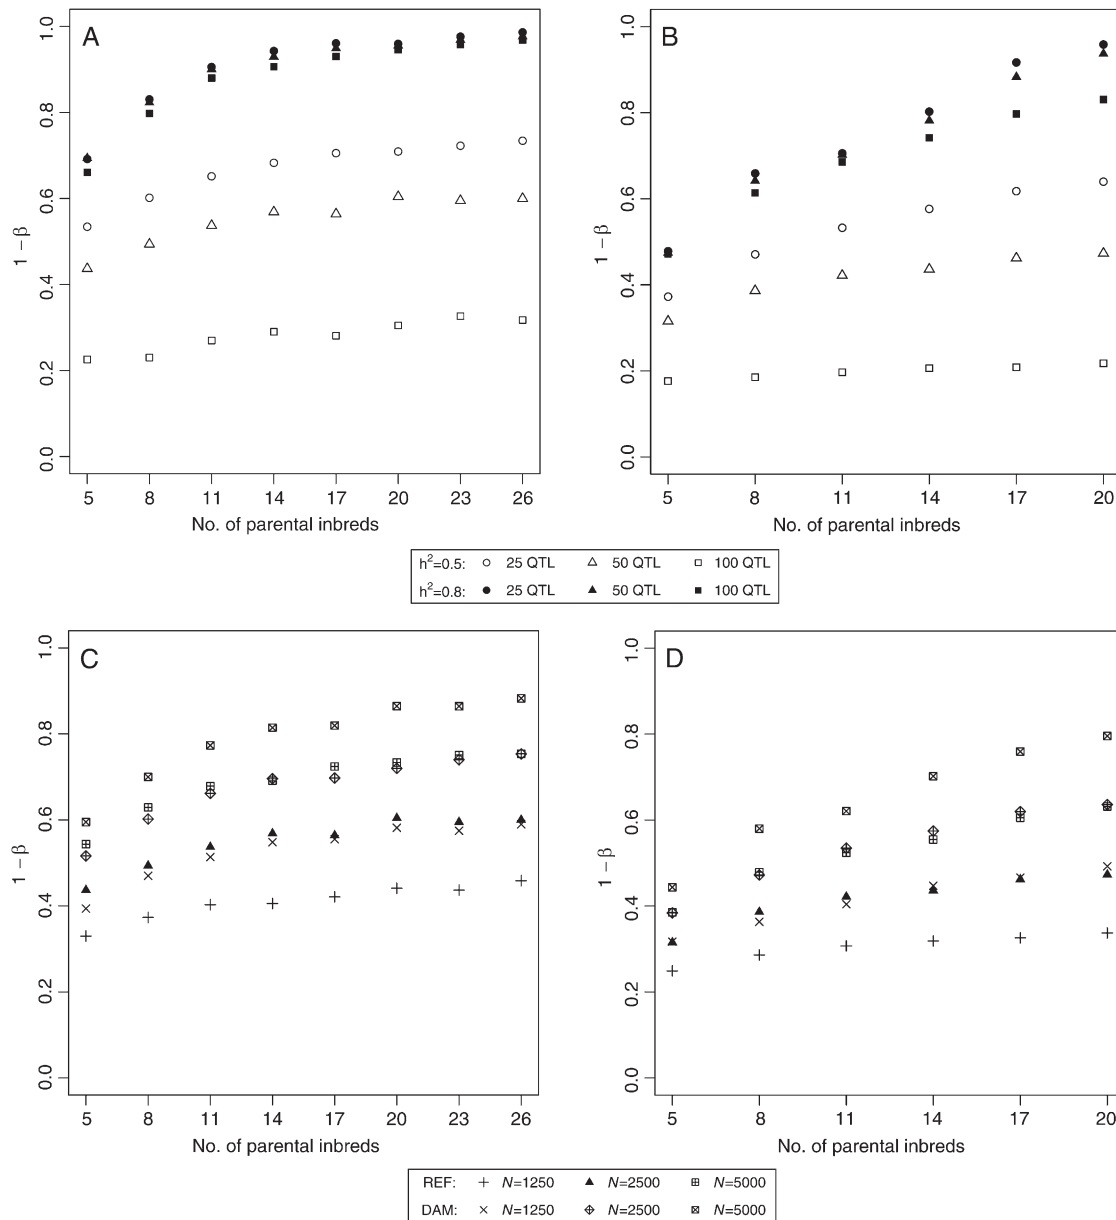 A
1 – β
1.0
0.8
0.6
0.4
0.2
0.0
5 8 11 14 17 20 23 26
No. of parental inbreds
B
1 – β
1.0
0.8
0.6
0.4
0.2
0.0
5 8 11 14 17 20
No. of parental inbreds
h²=0.5: 25 QTL 50 QTL 100 QTL
h²=0.8: 25 QTL 50 QTL 100 QTL
C
1 – β
1.0
0.8
0.6
0.4
0.2
0.0
5 8 11 14 17 20 23 26
No. of parental inbreds
D
1 – β
1.0
0.8
0.6
0.4
0.2
0.0
5 8 11 14 17 20
No. of parental inbreds
REF: N=1250 N=2500 N=5000
DAM: N=1250 N=2500 N=5000